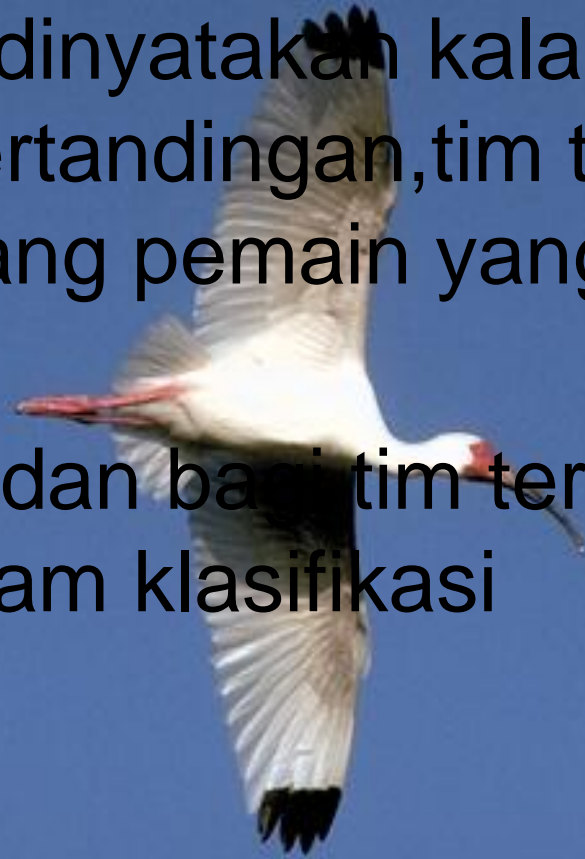 dinyatakan kala
ertandingan,tim t
ang pemain yang
dan bagi tim ter
am klasifikasi